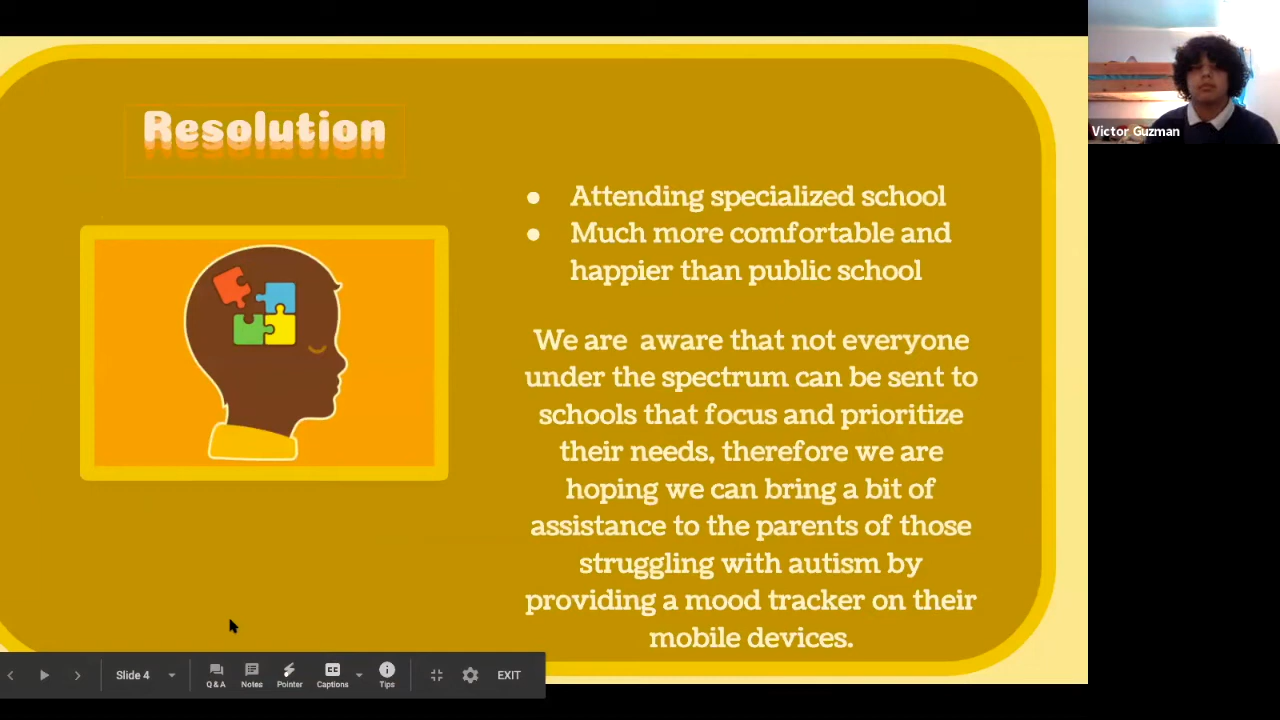 Resolution
● Attending specialized school
● Much more comfortable and
happier than public school
We are aware that not everyone
under the spectrum can be sent to
schools that focus and prioritize
their needs, therefore we are
hoping we can bring a bit of
assistance to the parents of those
struggling with autism by
providing a mood tracker on their
mobile devices.
Victor Guzman
Slide 4
Q & A
Notes
Pointer
CC
Captions
Tips
EXIT